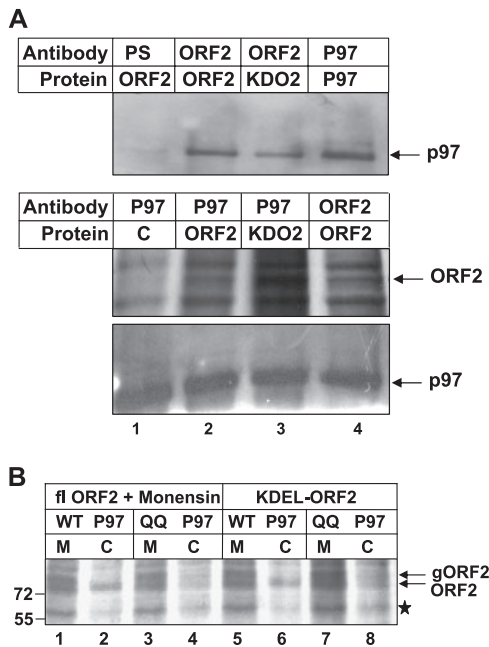 A
Antibody PS ORF2 ORF2 P97
Protein ORF2 ORF2 KDO2 P97
p97
Antibody P97 P97 P97 ORF2
Protein C ORF2 KDO2 ORF2
ORF2
p97
1 2 3 4
B
fl ORF2 + Monensin KDEL-ORF2
WT P97 QQ P97 WT P97 QQ P97
M C M C M C M C
gORF2
ORF2
72
55
1 2 3 4 5 6 7 8